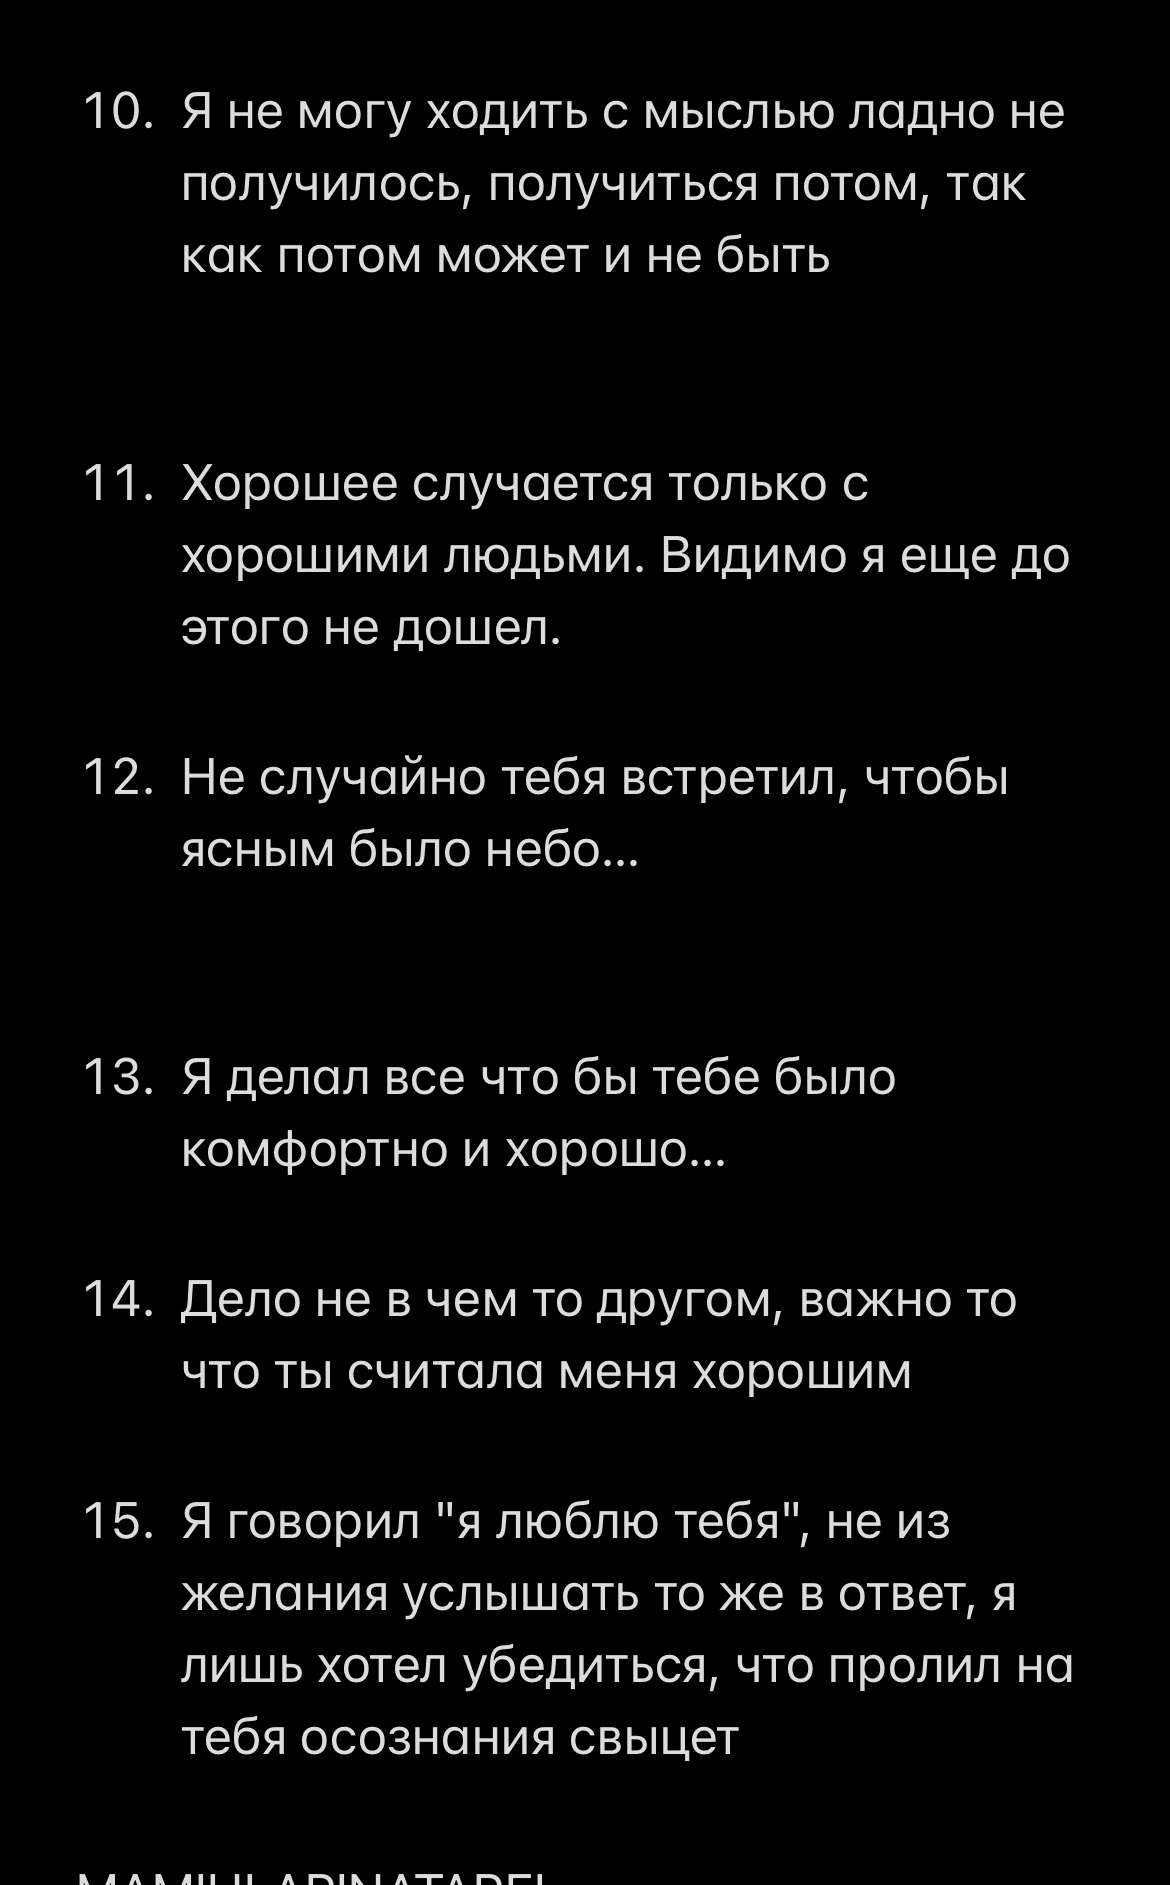 10. Я не могу ходить с мыслью ладно не
получилось, получиться потом, так
как потом может и не быть
11. Хорошее случается только с
хорошими людьми. Видимо я еще до
этого не дошел.
12. Не случайно тебя встретил, чтобы
ясным было небо...
13. Я делал все что бы тебе было
комфортно и хорошо...
14. Дело не в чем то другом, важно то
что ты считала меня хорошим
15. Я говорил "я люблю тебя", не из
желания услышать то же в ответ, я
лишь хотел убедиться, что пролил на
тебя осознания свыцет